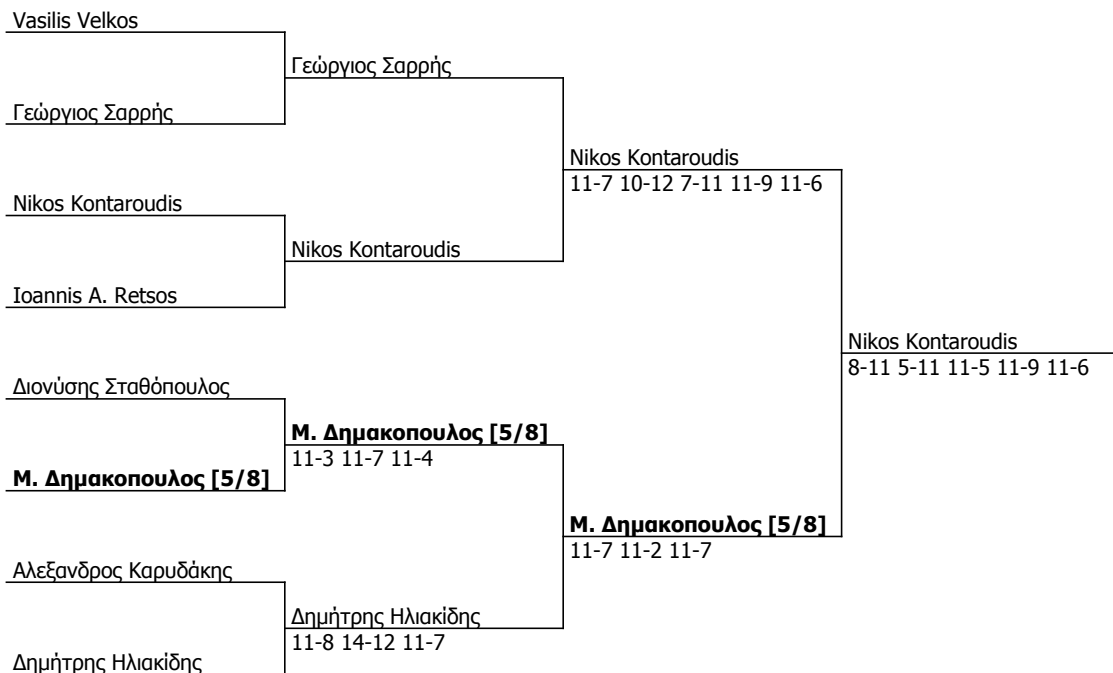 Vasilis Velkos
Γεώργιος Σαρρής
Γεώργιος Σαρρής
Nikos Kontaroudis
11-7 10-12 7-11 11-9 11-6
Nikos Kontaroudis
Nikos Kontaroudis
Ioannis A. Retsos
Nikos Kontaroudis
8-11 5-11 11-5 11-9 11-6
Διονύσης Σταθόπουλος
Μ. Δημακοπουλος [5/8]
11-3 11-7 11-4
Μ. Δημακοπουλος [5/8]
Μ. Δημακοπουλος [5/8]
11-7 11-2 11-7
Αλεξανδρος Καρυδάκης
Δημήτρης Ηλιακίδης
11-8 14-12 11-7
Δημήτρης Ηλιακίδης